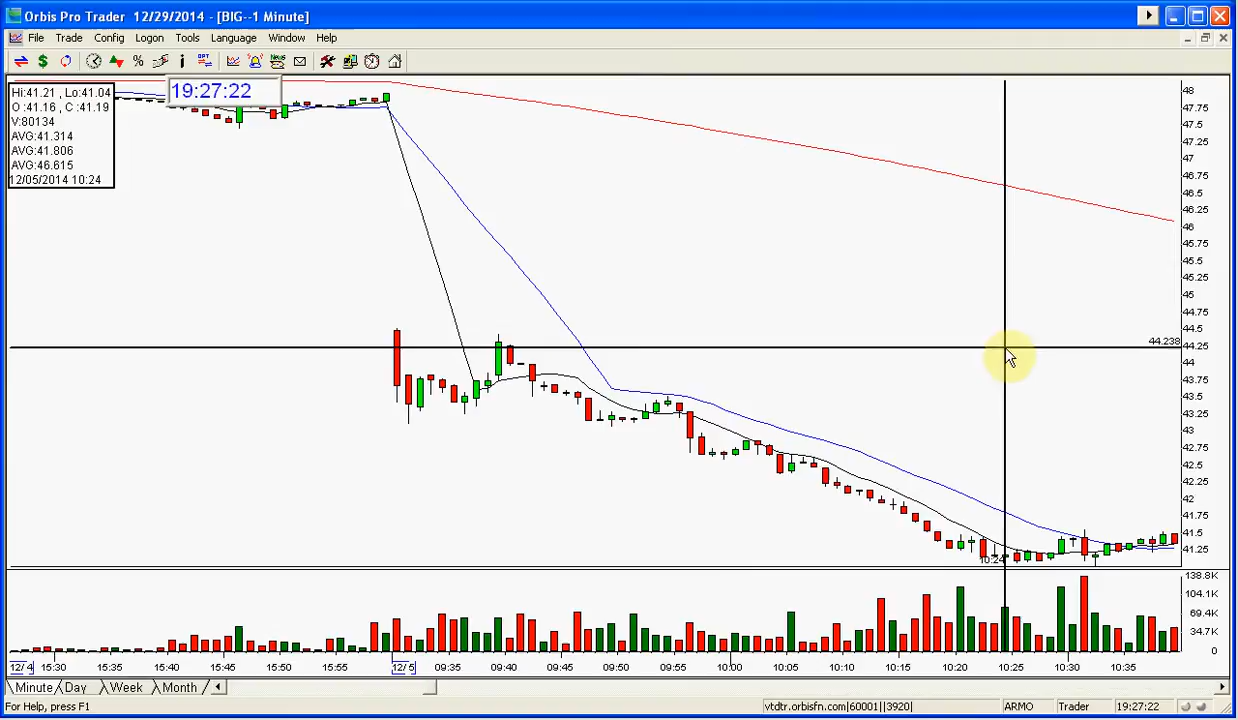 Orbis Pro Trader 12/29/2014 - [BIG--1 Minute]
File Trade Config Logon Tools Language Window Help
19:27:22
Hi:41.21 , Lo:41.04
O :41.16 , C :41.19
V:80134
AVG:41.314
AVG:41.806
AVG:46.615
12/05/2014 10:24
48
47.75
47.5
47.25
47
46.75
46.5
46.25
46
45.75
45.5
45.25
45
44.75
44.5
44.238
44.25
44
43.75
43.5
43.25
43
42.75
42.5
42.25
42
41.75
41.5
41.25
10:24
138.8K
104.1K
69.4K
34.7K
0
12/ 4 15:30 15:35 15:40 15:45 15:50 15:55 12/ 5 09:35 09:40 09:45 09:50 09:55 10:00 10:05 10:10 10:15 10:20 10:25 10:30 10:35
Minute Day Week Month
For Help, press F1 vtdtr.orbisfn.com|60001||3920| ARMO Trader 19:27:22